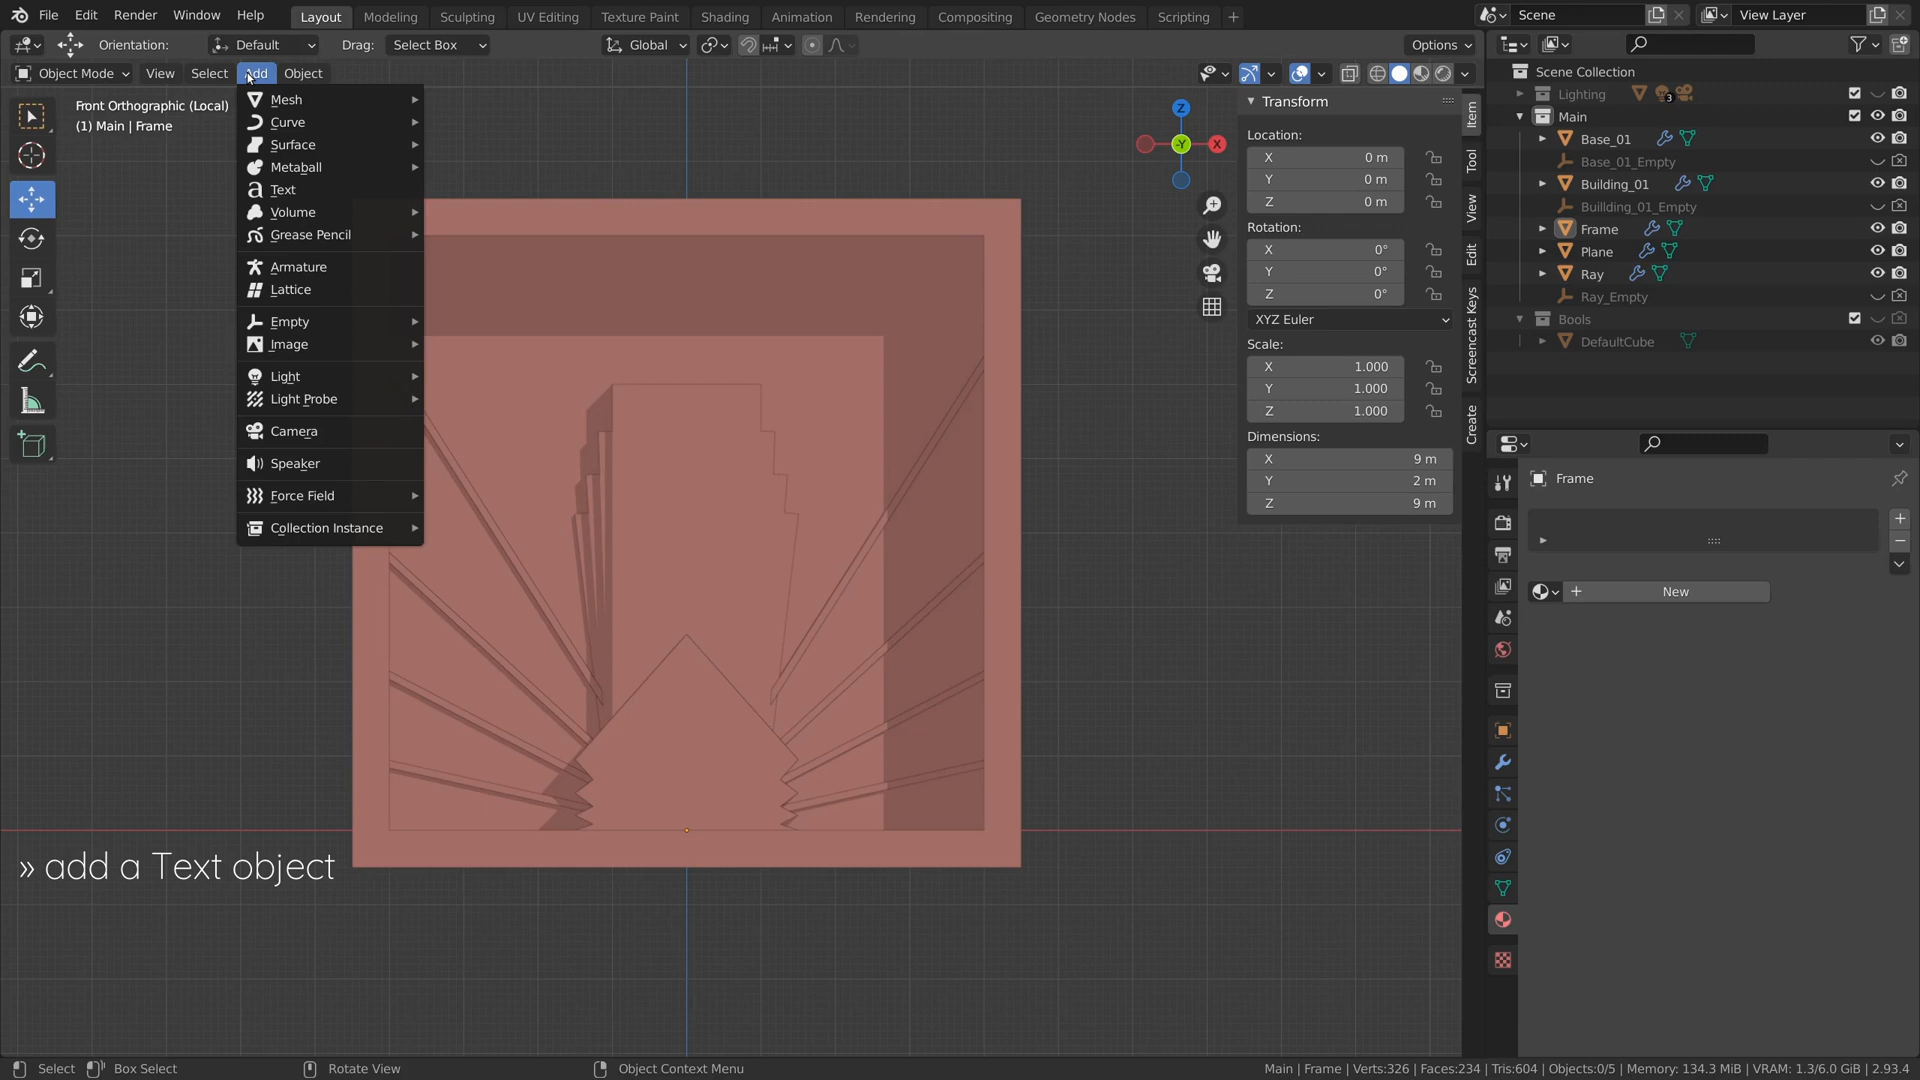 File Edit Render Window Help Layout Modeling Sculpting UV Editing Texture Paint Shading Animation Rendering Compositing Geometry Nodes Scripting + Scene View Layer
Orientation: Default Drag: Select Box Global Options
Object Mode View Select Add Object
Front Orthographic (Local)
(1) Main | Frame
Mesh
Curve
Surface
Metaball
Text
Volume
Grease Pencil
Armature
Lattice
Empty
Image
Light
Light Probe
Camera
Speaker
Force Field
Collection Instance
» add a Text object
Z
-Y
X
Transform
Location:
X 0 m
Y 0 m
Z 0 m
Rotation:
X 0°
Y 0°
Z 0°
XYZ Euler
Scale:
X 1.000
Y 1.000
Z 1.000
Dimensions:
X 9 m
Y 2 m
Z 9 m
Item
Tool
View
Edit
Screencast Keys
Create
Scene Collection
Lighting 3
Main
Base_01
Base_01_Empty
Building_01
Buillding_01_Empty
Frame
Plane
Ray
Ray_Empty
Bools
DefaultCube
Frame
+ New
Select Box Select Rotate View Object Context Menu Main | Frame | Verts:326 | Faces:234 | Tris:604 | Objects:0/5 | Memory: 134.3 MiB | VRAM: 1.3/6.0 GiB | 2.93.4